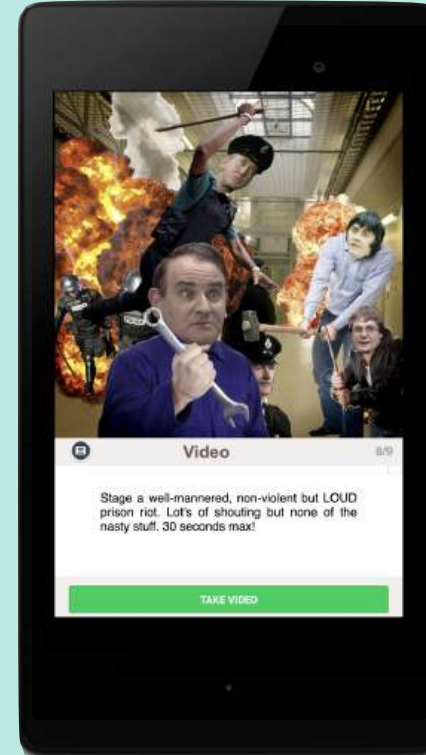 Video
8/9
Stage a well-mannered, non-violent but LOUD
prison riot. Lot's of shouting but none of the
nasty stuff. 30 seconds max!
TAKE VIDEO